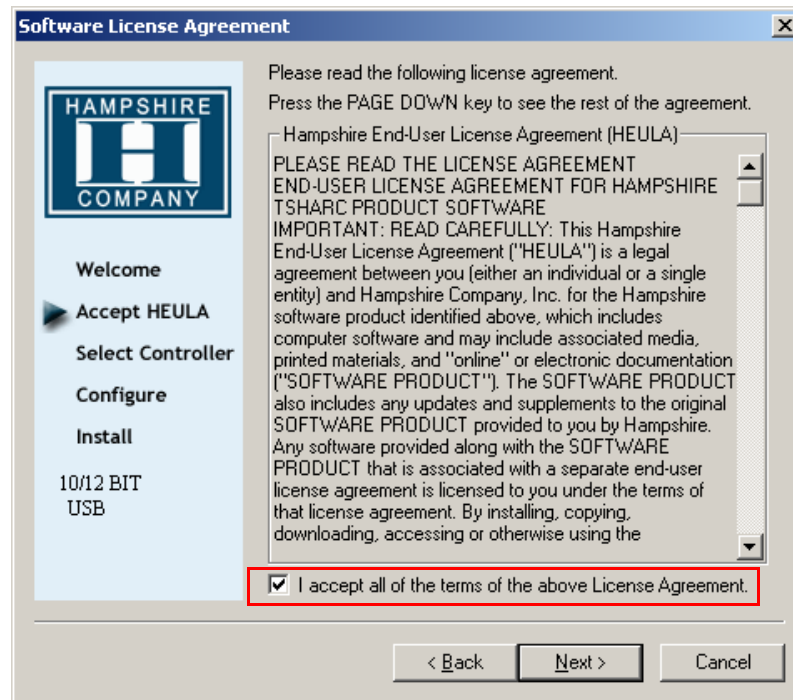 Software License Agreement
HAMPSHIRE
H
COMPANY
Welcome
Accept HEULA
Select Controller
Configure
Install
10/12 BIT
USB
Please read the following license agreement.
Press the PAGE DOWN key to see the rest of the agreement.
Hampshire End-User License Agreement (HEULA)
PLEASE READ THE LICENSE AGREEMENT
END-USER LICENSE AGREEMENT FOR HAMPSHIRE
TSHARC PRODUCT SOFTWARE
IMPORTANT: READ CAREFULLY: This Hampshire
End-User License Agreement ("HEULA") is a legal
agreement between you (either an individual or a single
entity) and Hampshire Company, Inc. for the Hampshire
software product identified above, which includes
computer software and may include associated media,
printed materials, and "online" or electronic documentation
("SOFTWARE PRODUCT"). The SOFTWARE PRODUCT
also includes any updates and supplements to the original
SOFTWARE PRODUCT provided to you by Hampshire.
Any software provided along with the SOFTWARE
PRODUCT that is associated with a separate end-user
license agreement is licensed to you under the terms of
that license agreement. By installing, copying,
downloading, accessing or otherwise using the
I accept all of the terms of the above License Agreement.
< Back
Next >
Cancel